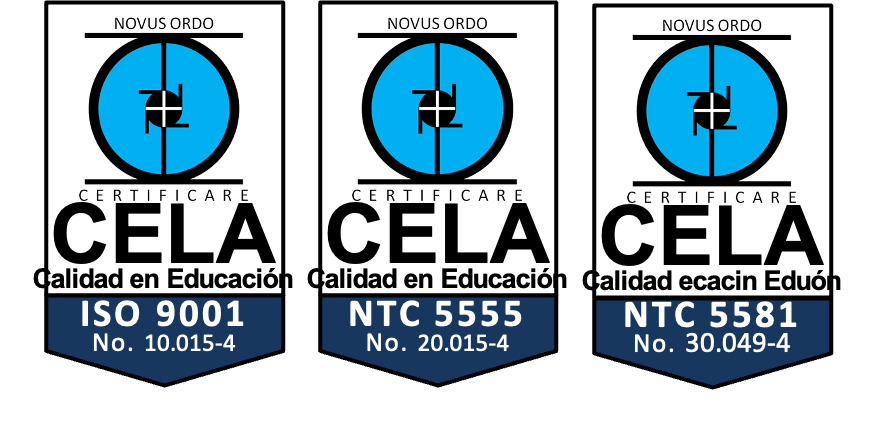 NOVUS ORDO
CERTIFICARE
CELA
Calidad en Educación
ISO 9001
No. 10.015-4
NOVUS ORDO
CERTIFICARE
CELA
Calidad en Educación
NTC 5555
No. 20.015-4
NOVUS ORDO
CERTIFICARE
CELA
Calidad ecacin Eduón
NTC 5581
No. 30.049-4